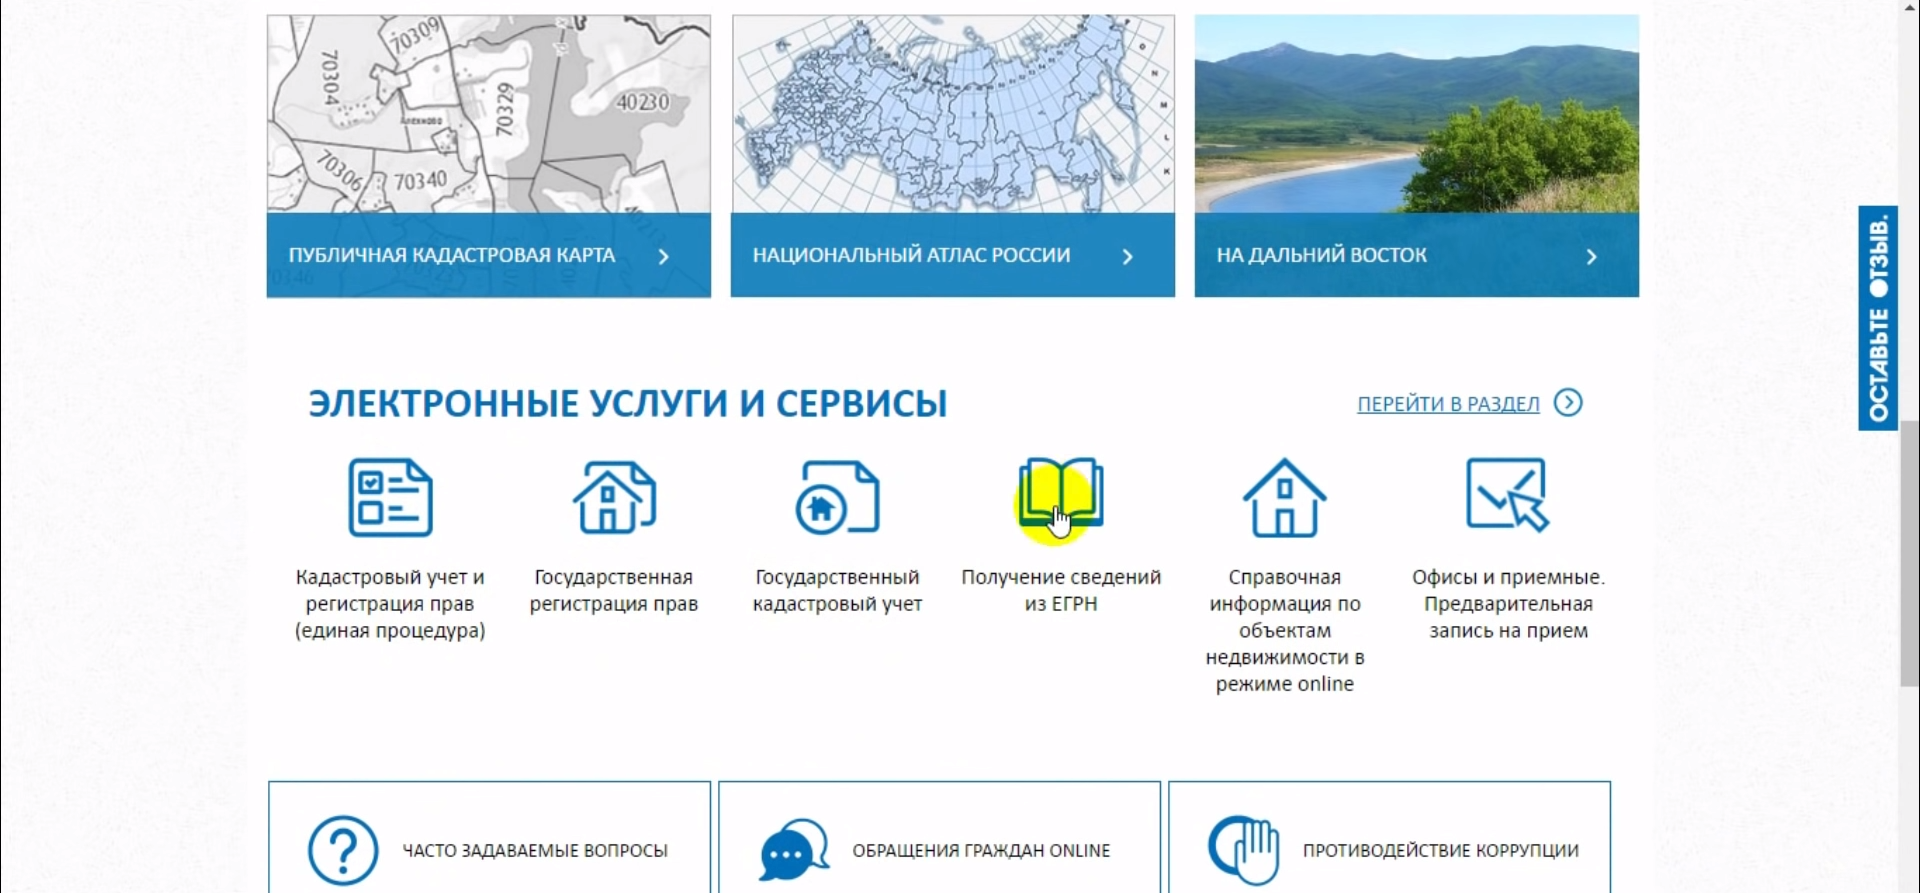 70309
70304
70329
40230
Алехново
70306
70340
ПУБЛИЧНАЯ КАДАСТРОВАЯ КАРТА
НАЦИОНАЛЬНЫЙ АТЛАС РОССИИ
НА ДАЛЬНИЙ ВОСТОК
ОСТАВЬТЕ ОТЗЫВ.
ЭЛЕКТРОННЫЕ УСЛУГИ И СЕРВИСЫ
ПЕРЕЙТИ В РАЗДЕЛ
Кадастровый учет и
регистрация прав
(единая процедура)
Государственная
регистрация прав
Государственный
кадастровый учет
Получение сведений
из ЕГРН
Справочная
информация по
объектам
недвижимости в
режиме online
Офисы и приемные.
Предварительная
запись на прием
ЧАСТО ЗАДАВАЕМЫЕ ВОПРОСЫ
ОБРАЩЕНИЯ ГРАЖДАН ONLINE
ПРОТИВОДЕЙСТВИЕ КОРРУПЦИИ